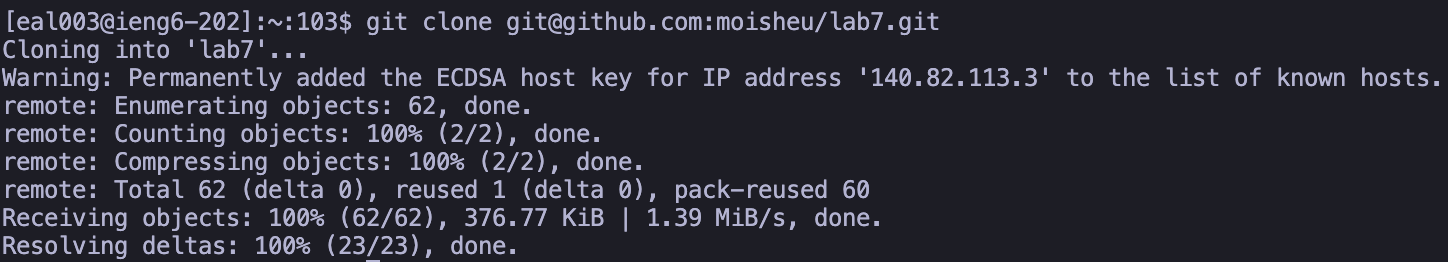 [eal003@ieng6-202]:~:103$ git clone git@github.com:moisheu/lab7.git
Cloning into 'lab7'...
Warning: Permanently added the ECDSA host key for IP address '140.82.113.3' to the list of known hosts.
remote: Enumerating objects: 62, done.
remote: Counting objects: 100% (2/2), done.
remote: Compressing objects: 100% (2/2), done.
remote: Total 62 (delta 0), reused 1 (delta 0), pack-reused 60
Receiving objects: 100% (62/62), 376.77 KiB | 1.39 MiB/s, done.
Resolving deltas: 100% (23/23), done.